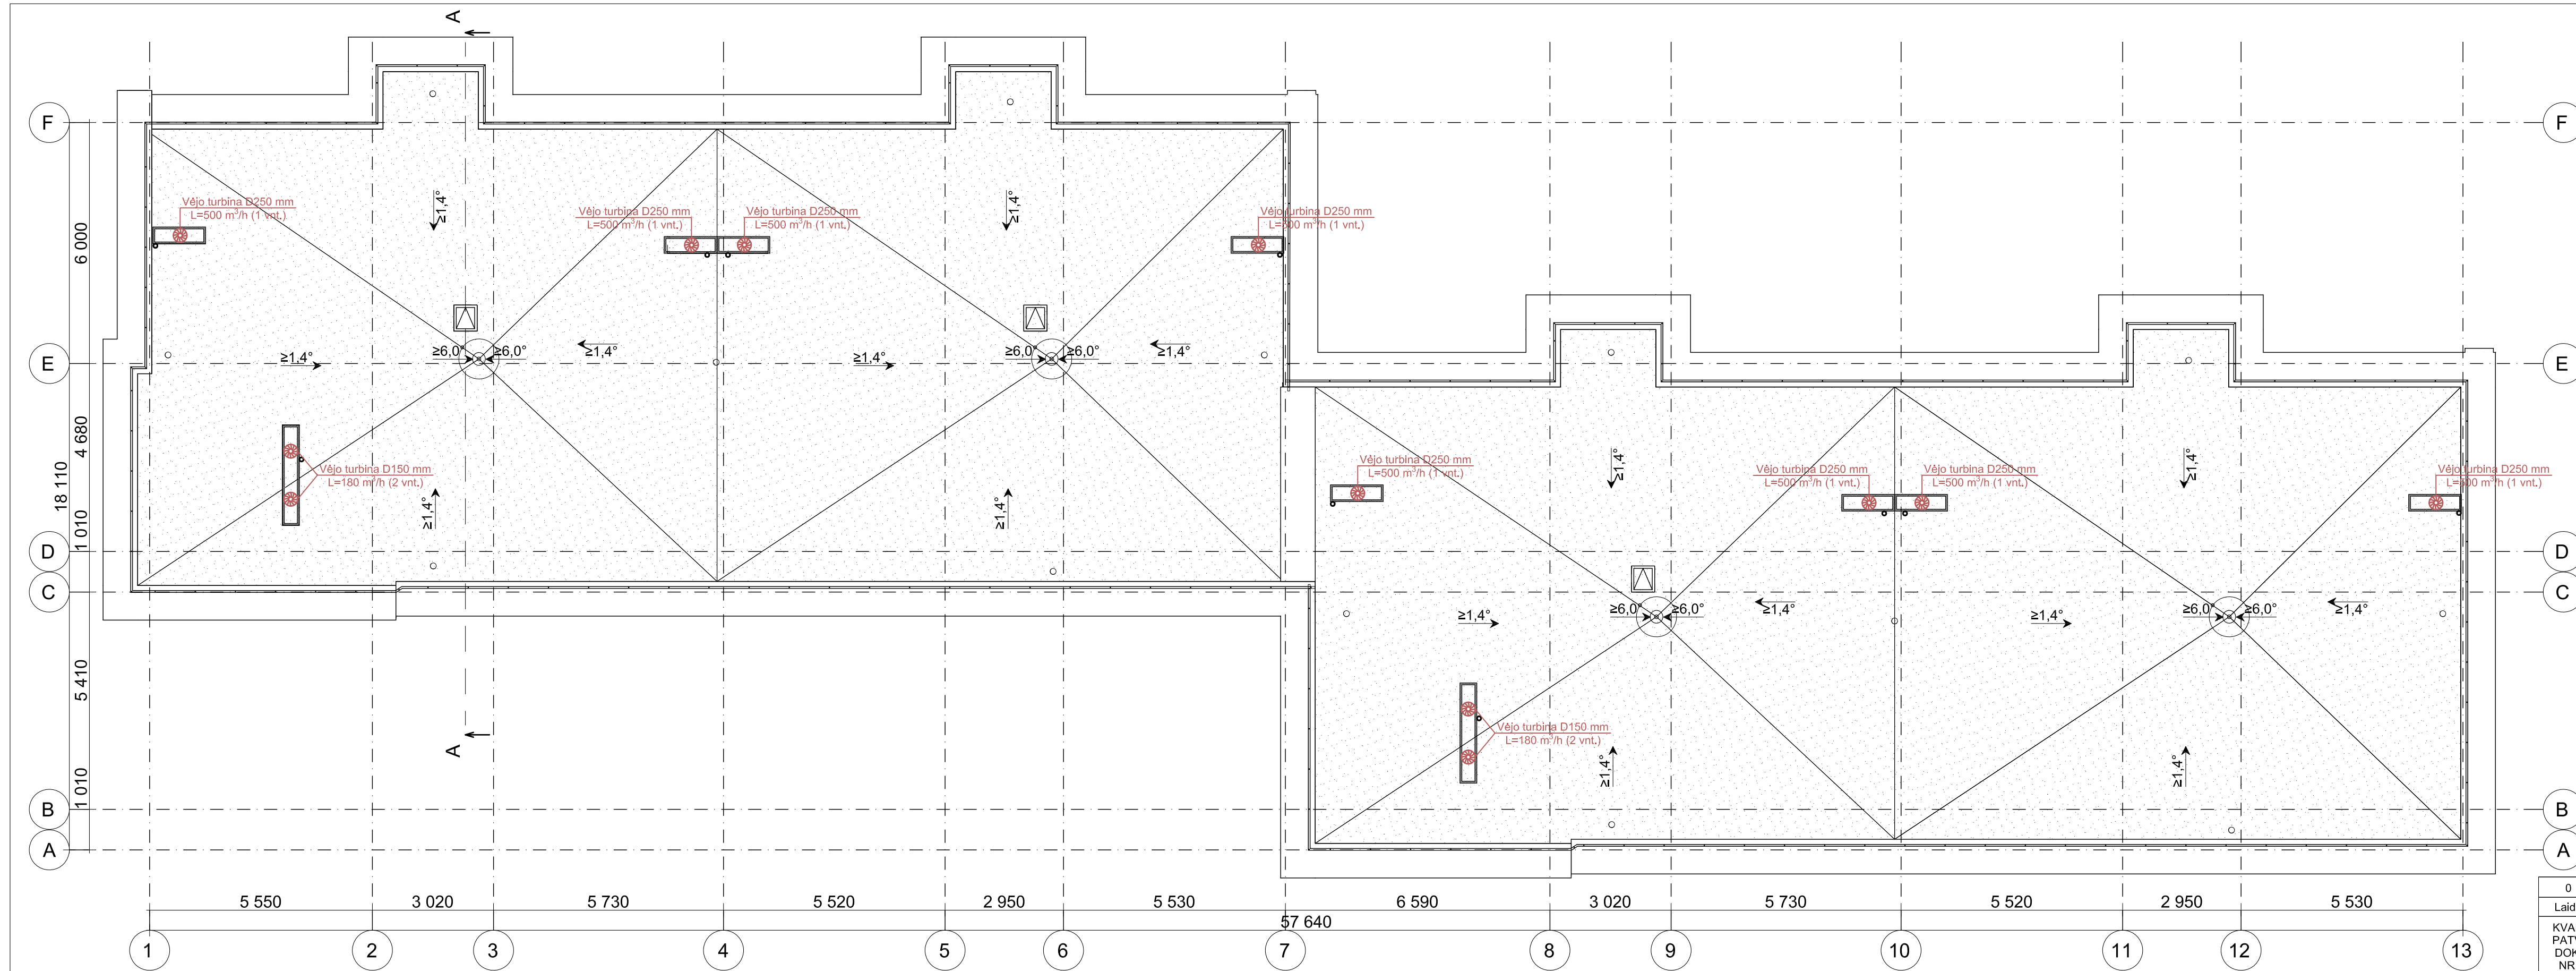 A
F
F
Vėjo turbina D250 mm
L=500 m³/h (1 vnt.)
Vėjo turbina D250 mm
L=500 m³/h (1 vnt.)
Vėjo turbina D250 mm
L=500 m³/h (1 vnt.)
Vėjo turbina D250 mm
L=500 m³/h (1 vnt.)
≥1,4°
≥1,4°
6 000
E
≥1,4°
≥6,0°
≥6,0°
≥1,4°
≥1,4°
≥6,0°
≥6,0°
≥1,4°
E
4 680
18 110
1 010
Vėjo turbina D150 mm
L=180 m³/h (2 vnt.)
≥1,4°
≥1,4°
Vėjo turbina D250 mm
L=500 m³/h (1 vnt.)
Vėjo turbina D250 mm
L=500 m³/h (1 vnt.)
Vėjo turbina D250 mm
L=500 m³/h (1 vnt.)
Vėjo turbina D250 mm
L=500 m³/h (1 vnt.)
≥1,4°
≥1,4°
D
D
C
C
≥1,4°
≥6,0°
≥6,0°
≥1,4°
≥1,4°
≥6,0°
≥6,0°
≥1,4°
5 410
A
Vėjo turbina D150 mm
L=180 m³/h (2 vnt.)
≥1,4°
≥1,4°
1 010
B
B
A
A
5 550
3 020
5 730
5 520
2 950
5 530
6 590
3 020
5 730
5 520
2 950
5 530
57 640
1
2
3
4
5
6
7
8
9
10
11
12
13
0
Laid
KVA
PATV
DOK
NR